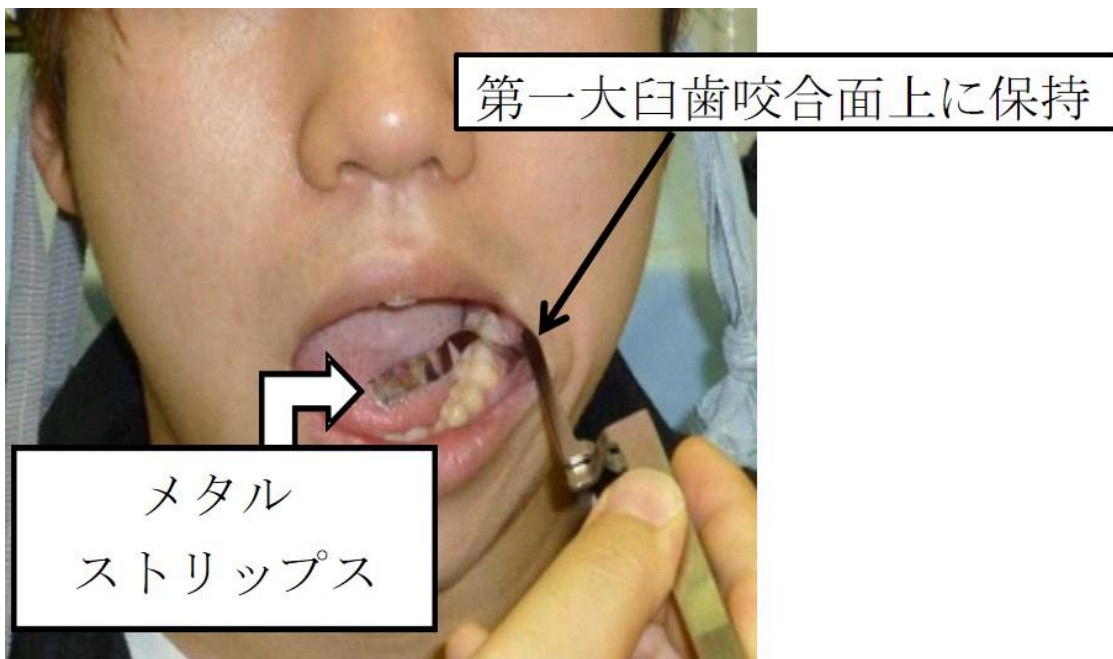 第一大臼歯咬合面上に保持
メタル
ストリップス